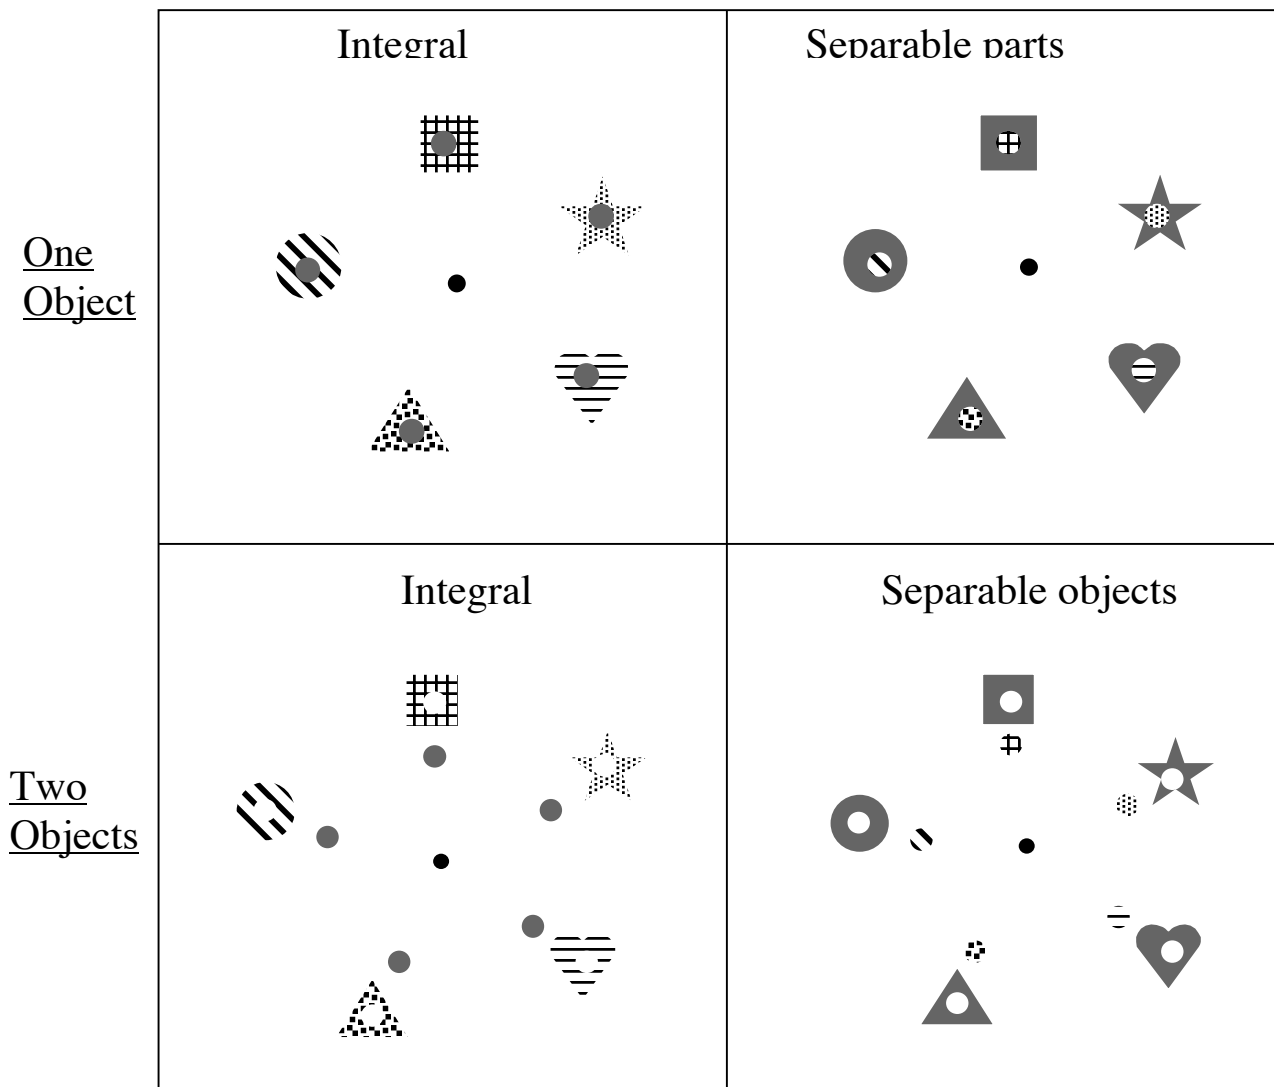 Integral
Separable parts
One
Object
Integral
Separable objects
Two
Objects